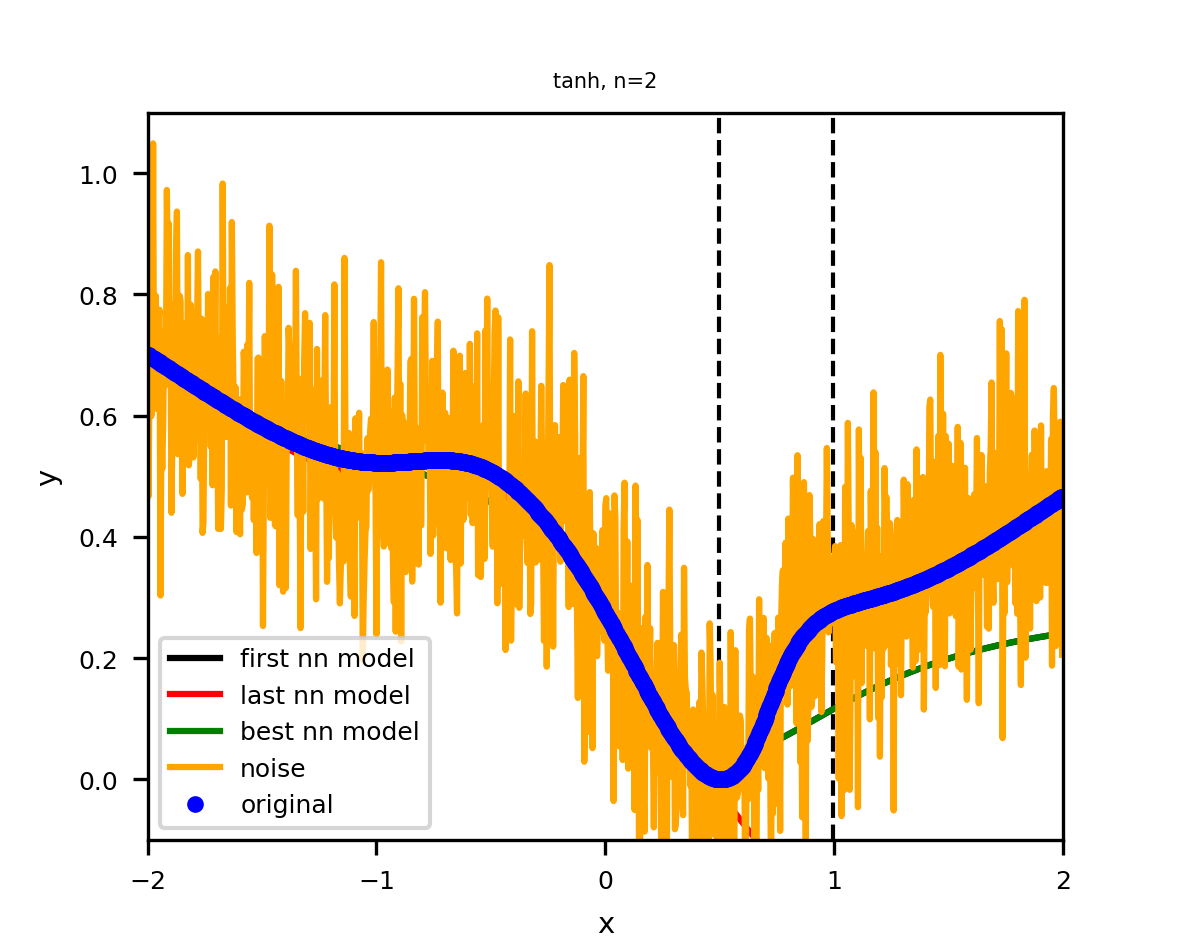 tanh, n=2
1.0
0.8
0.6
0.4
0.2
0.0
y
first nn model
last nn model
best nn model
noise
original
−2
−1
0
1
2
x